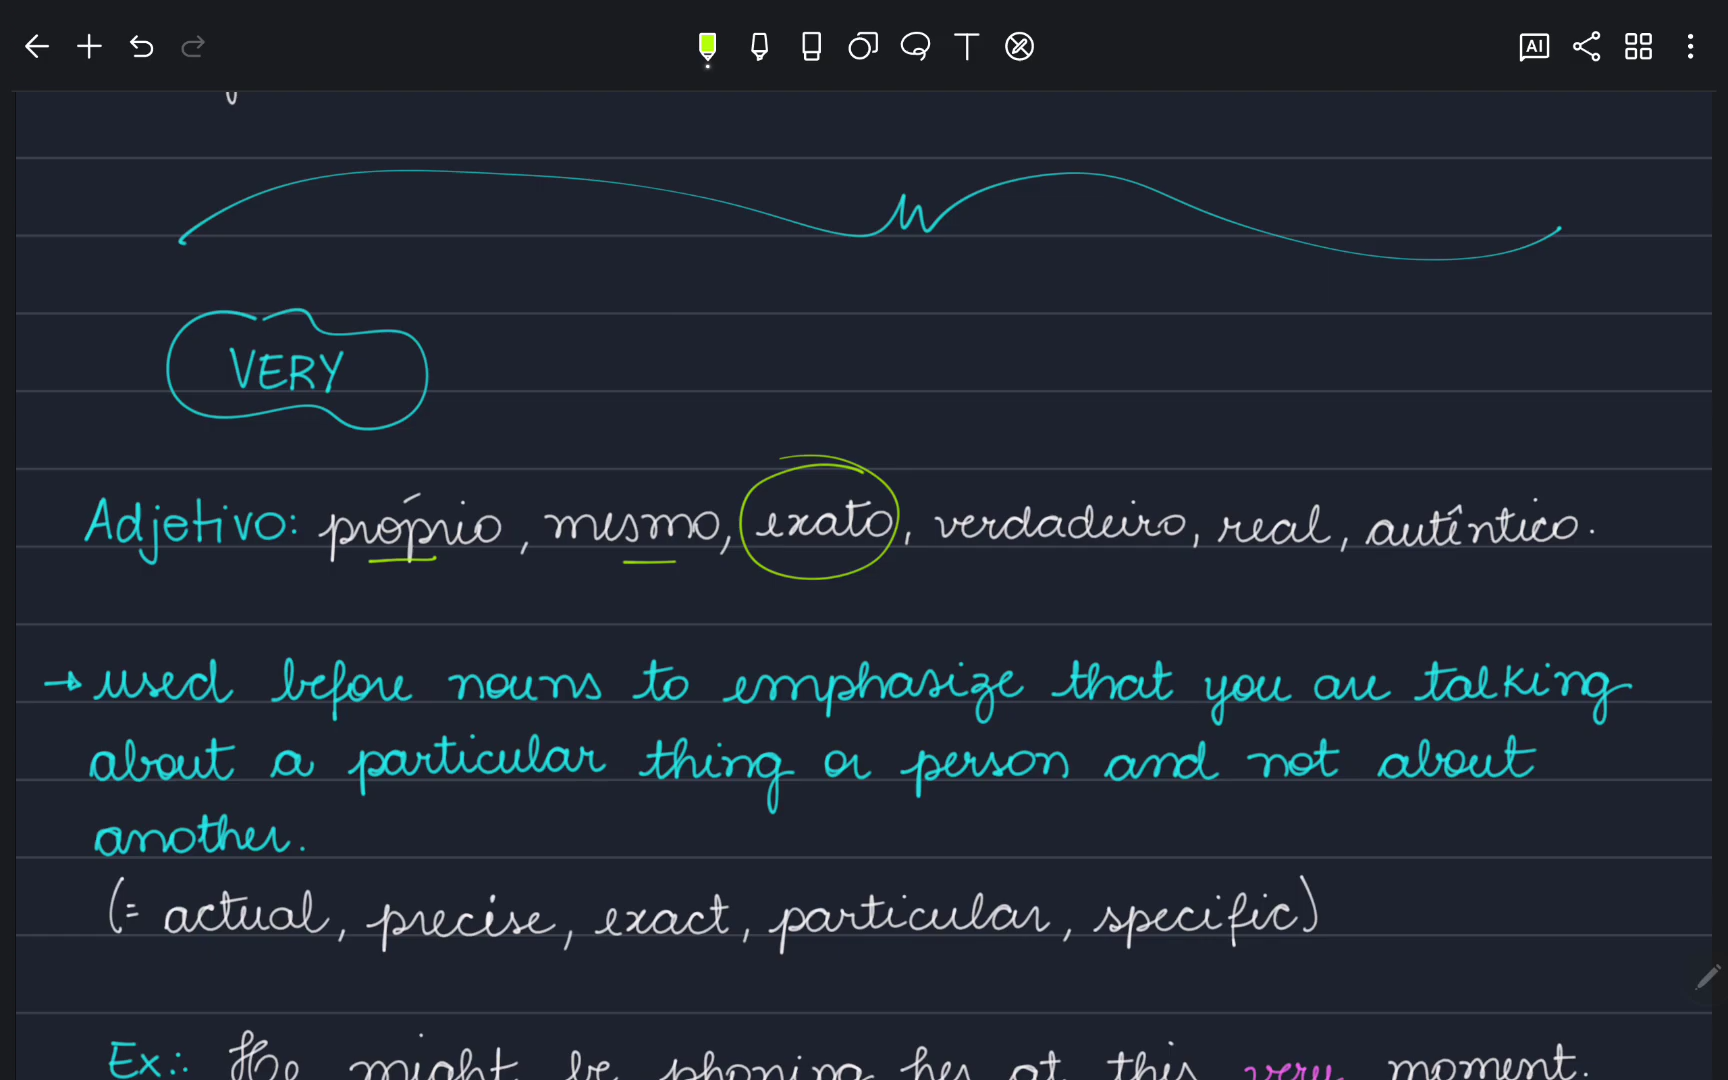 AI
VERY
Adjetivo: próprio, mesmo, exato, verdadeiro, real, autêntico.
→ used before nouns to emphasize that you are talking
about a particular thing or person and not about
another.
(= actual, precise, exact, particular, specific)
Ex.: He might be phoning her at this very moment.